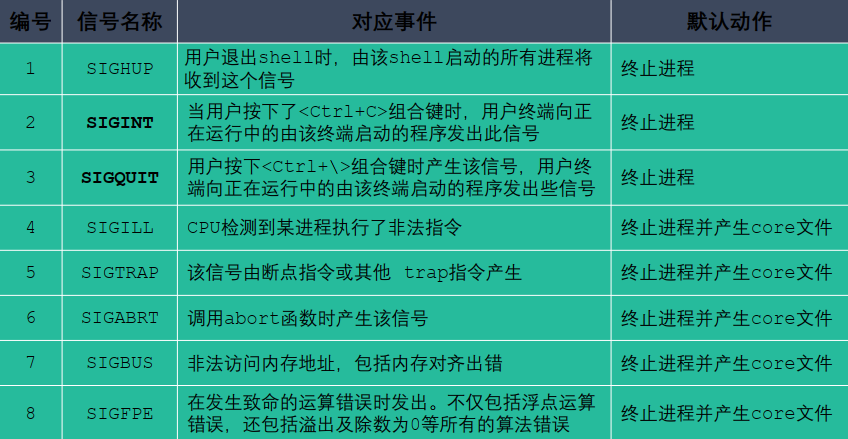 编号 信号名称 对应事件 默认动作
1 SIGHUP 用户退出shell时，由该shell启动的所有进程将
收到这个信号 终止进程
2 SIGINT 当用户按下了<Ctrl+C>组合键时，用户终端向正
在运行中的由该终端启动的程序发出此信号 终止进程
3 SIGQUIT 用户按下<Ctrl+\>组合键时产生该信号，用户终
端向正在运行中的由该终端启动的程序发出些信号 终止进程
4 SIGILL CPU检测到某进程执行了非法指令 终止进程并产生core文件
5 SIGTRAP 该信号由断点指令或其他 trap指令产生 终止进程并产生core文件
6 SIGABRT 调用abort函数时产生该信号 终止进程并产生core文件
7 SIGBUS 非法访问内存地址，包括内存对齐出错 终止进程并产生core文件
8 SIGFPE 在发生致命的运算错误时发出。不仅包括浮点运算
错误，还包括溢出及除数为0等所有的算法错误 终止进程并产生core文件